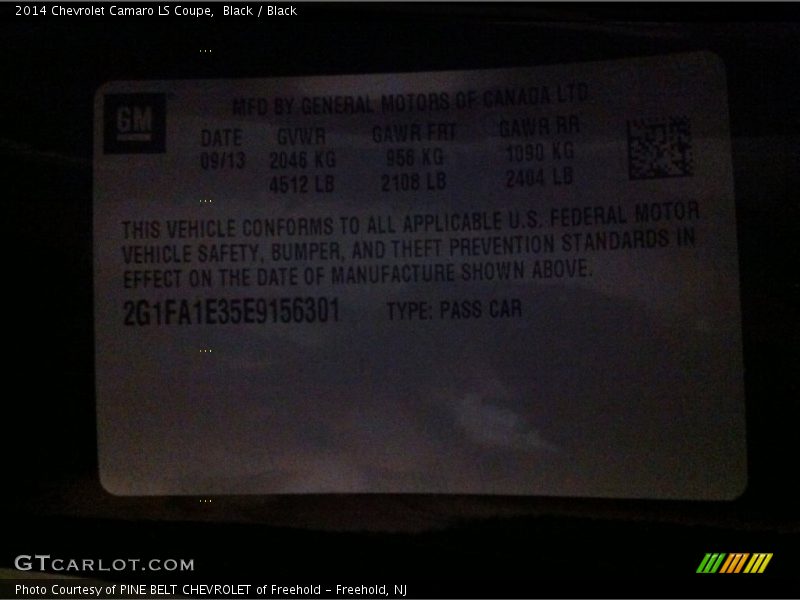 2014 Chevrolet Camaro LS Coupe,  Black / Black
GM
MFD BY GENERAL MOTORS OF CANADA LTD
DATE GVWR GAWR FRT GAWR RR
09/13 2046 KG 956 KG 1090 KG
4512 LB 2108 LB 2404 LB
THIS VEHICLE CONFORMS TO ALL APPLICABLE U.S. FEDERAL MOTOR
VEHICLE SAFETY, BUMPER, AND THEFT PREVENTION STANDARDS IN
EFFECT ON THE DATE OF MANUFACTURE SHOWN ABOVE.
2G1FA1E35E9156301 TYPE: PASS CAR
GTCARLOT.COM
Photo Courtesy of PINE BELT CHEVROLET of Freehold - Freehold, NJ